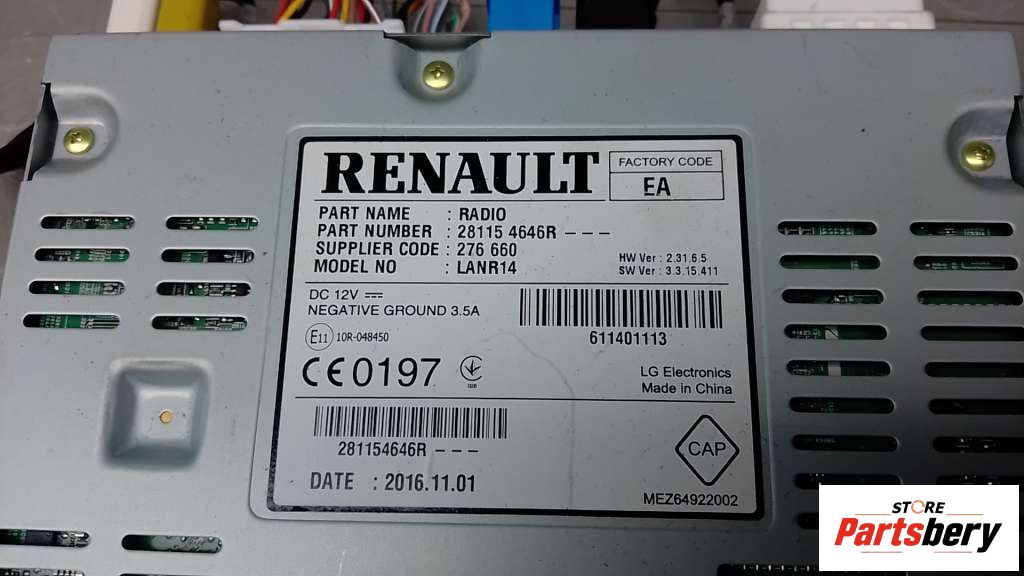 RENAULT
FACTORY CODE
EA
PART NAME : RADIO
PART NUMBER : 28115 4646R - - -
SUPPLIER CODE : 276 660
MODEL NO : LANR14
HW Ver : 2.31.6.5
SW Ver : 3.3.15.411
DC 12V
NEGATIVE GROUND 3.5A
E11 10R-048450
611401113
CE0197
LG Electronics
Made in China
281154646R - - -
CAP
DATE : 2016.11.01
MEZ64922002
STORE
Partsbery